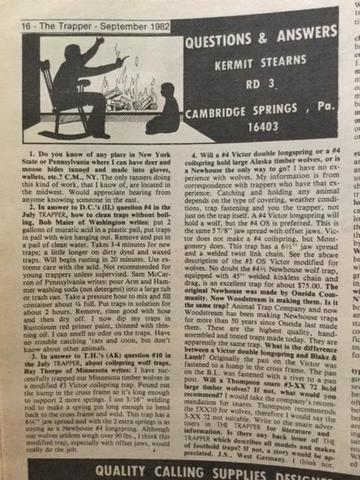 16 - The Trapper - September 1982
QUESTIONS & ANSWERS
KERMIT STEARNS
RD 3
CAMBRIDGE SPRINGS, Pa.
16403
1. Do you know of any place in New York
State or Pennsylvania where I can have deer and
moose hides tanned and made into gloves,
wallets, etc.? C.M., NY. The only tanners doing
this kind of work, that I know of, are located in
the midwest. Would appreciate hearing from
anyone knowing someone in the east.
2. In answer to D.C.'s (IL) question #4 in the
July TRAPPER, how to clean traps without boil-
ing, Bob Maier of Washington writes: put 2
gallons of muratic acid in a plastic pail, put traps
in pail with wire hanging out. Remove and put in
a pail of clean water. Takes 3-4 minutes for new
traps; a little longer on dirty dyed and waxed
traps. Will begin rusting in 20 minutes. Use ex-
treme care with the acid. Not recommended for
young trappers unless supervised. Sam McCar-
ron of Pennsylvania writes: pour Arm and Ham-
mer washing soda (not detergent) into a large tub
or trash can. Take a pressure hose to mix and fill
container about ¾ full. Put traps in solution for
about 2 hours. Remove, rinse good with hose
and then dry off. I now dip my traps in
Rustoleum red primer, thinned with thin-
ning oil. I can smell no odor on the traps. Have
no trouble catching 'rats and coon, but don't
know about other animals.
3. In answer to T.H.'s (AK) question #10 in
the July TRAPPER, about coilspring wolf traps,
Ray Thorpe of Minnesota writes: I have suc-
cessfully trapped our Minnesota timber wolves in
a modified #3 Victor coilspring trap. Pound out
the hump in the cross frame so it's long enough
to support 2 more springs. I use 3/16" welding
rod to make a spring pin long enough to bend
back to the cross frame and weld. This trap has a
6¼" jaw spread and with the 2 extra springs is as
strong as a Newhouse #4 longspring. Although
our wolves seldom weigh over 90 lbs., I think this
modified trap, especially with offset jaws, would
really do the job.
4. Will a #4 Victor double longspring or a #4
coilspring hold large Alaska timber wolves, or is
a Newhouse the only way to go? I have no ex-
perience with wolves. My information is from
correspondence with trappers who have that ex-
perience. Catching and holding any animal
depends on the type of covering, weather condi-
tions, trap fastening and you the trapper, not
just on the trap itself. A #4 Victor longspring will
hold a wolf, but the #4 OS is preferred. This is
the same 5 7/8" jaw spread with offset jaws. Vic-
tor does not make a #4 coilspring, but Mont-
gomery does. This trap has a 6½" jaw spread
and a welded twist link chain. See the above
description of the #3 OS Victor modified for
wolves. No doubt the #4½ Newhouse wolf trap,
equipped with 45" welded kinkless chain and
drag, is an excellent trap for about $75.00. The
original Newhouse was made by Oneida Com-
munity. Now Woodstream is making them. Is it
the same trap? Animal Trap Company and now
Woodstream has been making Newhouse traps
for more than 50 years since Oneida last made
them. These are the highest quality, hand-
assembled and tested traps made today. They are
apparently the same trap. What is the difference
between a Victor double longspring and Blake &
Lamb? Originally the pan on the Victor was
fastened to a hump in the cross frame. The pan
on the B.L. was fastened with a rivet to a pan
post. Will a Thompson snare #3-XX 72 hold
large timber wolves? If not, what would you
recommend? I would take the company's recom-
mendation for snares. Thompson recommends
the 5XX10 for wolves, therefore I would say the
3-XX 72 not suitable. Write to the snare adver-
tisers in THE TRAPPER for literature and
information. Is there any back issue of THE
TRAPPER which describes all models and makes
of foothold traps? If not, a story would be ap-
preciated. J.S., West Germany. I think not,
QUALITY CALLING SUPPLIES DESIGNED